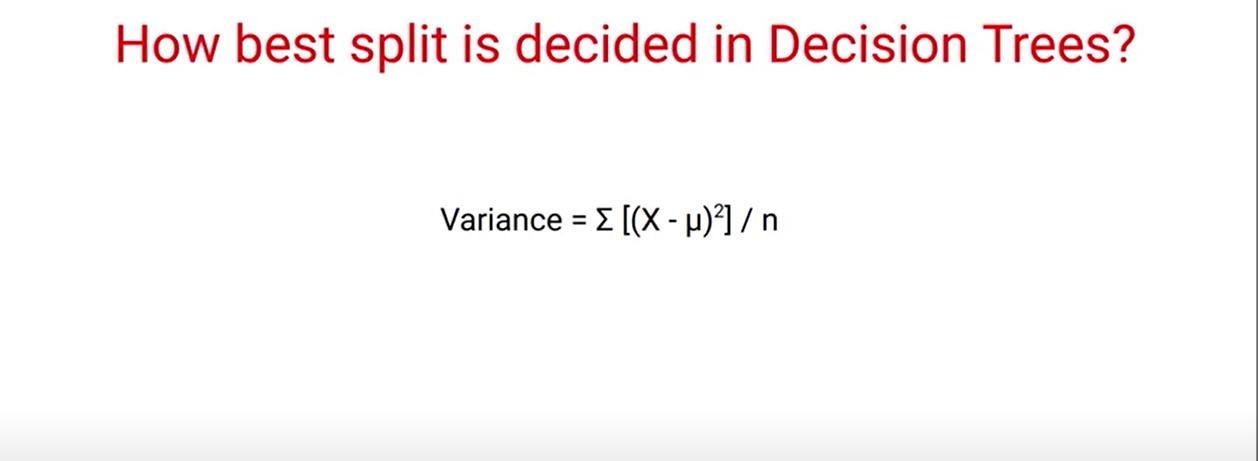 How best split is decided in Decision Trees?
Variance = Σ [(X - μ)²] / n